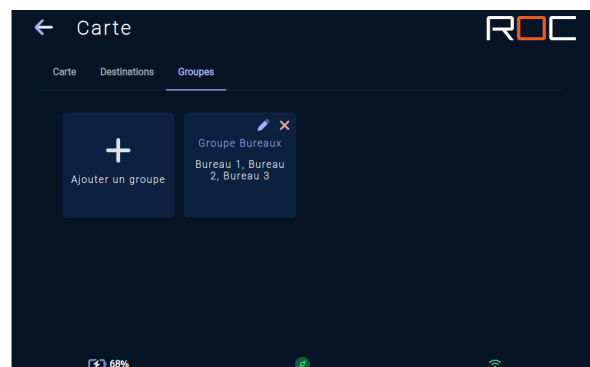 Carte
ROC
Carte Destinations Groupes
Groupe Bureaux
Ajouter un groupe
Bureau 1, Bureau
2, Bureau 3
68%